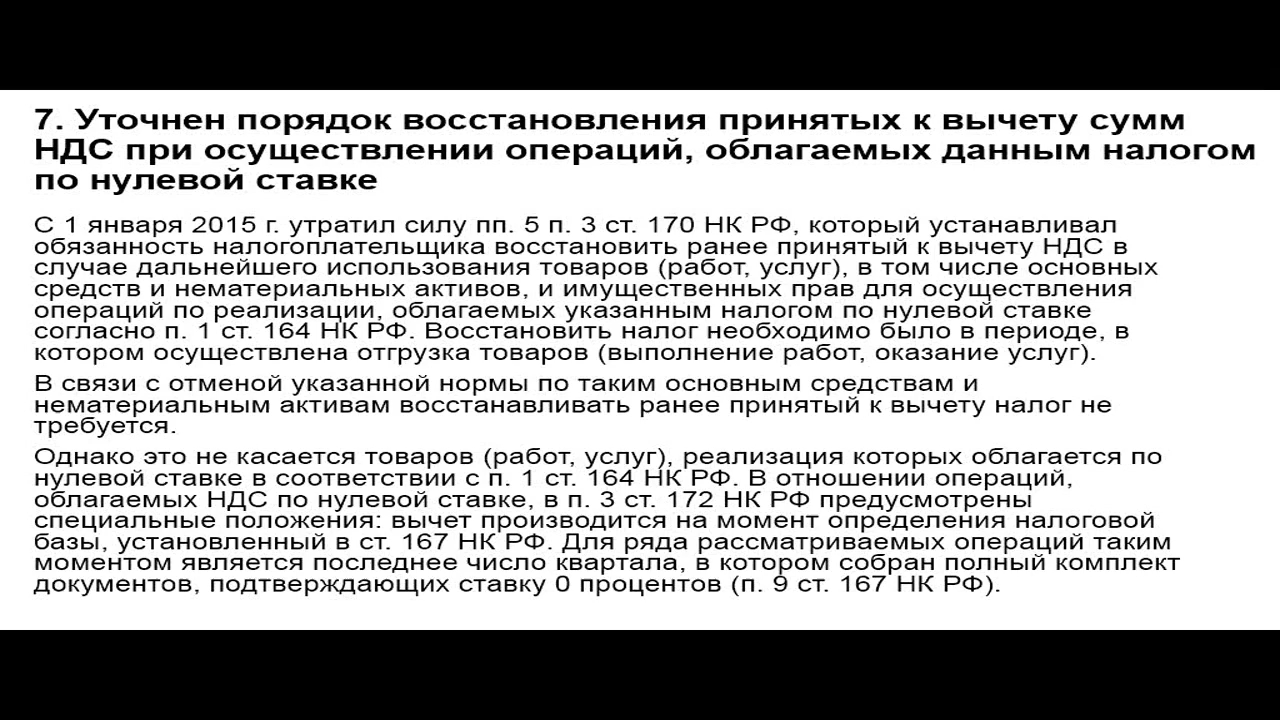 7. Уточнен порядок восстановления принятых к вычету сумм
НДС при осуществлении операций, облагаемых данным налогом
по нулевой ставке
С 1 января 2015 г. утратил силу пп. 5 п. 3 ст. 170 НК РФ, который устанавливал
обязанность налогоплательщика восстановить ранее принятый к вычету НДС в
случае дальнейшего использования товаров (работ, услуг), в том числе основных
средств и нематериальных активов, и имущественных прав для осуществления
операций по реализации, облагаемых указанным налогом по нулевой ставке
согласно п. 1 ст. 164 НК РФ. Восстановить налог необходимо было в периоде, в
котором осуществлена отгрузка товаров (выполнение работ, оказание услуг).
В связи с отменой указанной нормы по таким основным средствам и
нематериальным активам восстанавливать ранее принятый к вычету налог не
требуется.
Однако это не касается товаров (работ, услуг), реализация которых облагается по
нулевой ставке в соответствии с п. 1 ст. 164 НК РФ. В отношении операций,
облагаемых НДС по нулевой ставке, в п. 3 ст. 172 НК РФ предусмотрены
специальные положения: вычет производится на момент определения налоговой
базы, установленный в ст. 167 НК РФ. Для ряда рассматриваемых операций таким
моментом является последнее число квартала, в котором собран полный комплект
документов, подтверждающих ставку 0 процентов (п. 9 ст. 167 НК РФ).